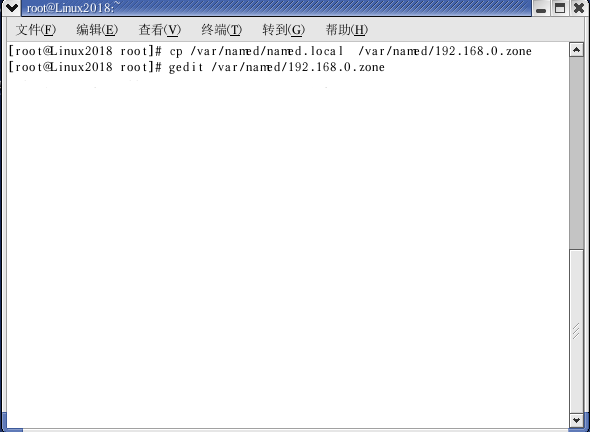 root@Linux2018:~
文件(F) 编辑(E) 查看(V) 终端(T) 转到(G) 帮助(H)
[root@Linux2018 root]# cp /var/named/named.local  /var/named/192.168.0.zone
[root@Linux2018 root]# gedit /var/named/192.168.0.zone